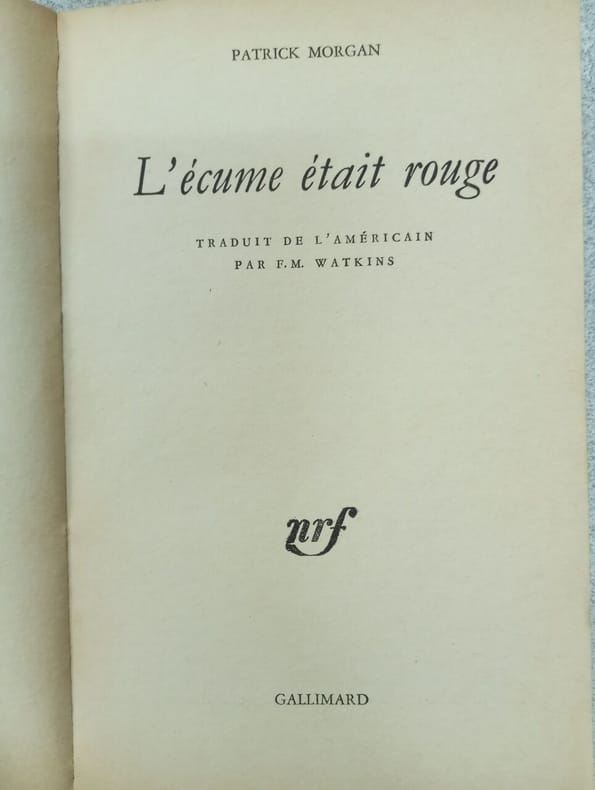 PATRICK MORGAN
L'écume était rouge
TRADUIT DE L'AMÉRICAIN
PAR F.M. WATKINS
nrf
GALLIMARD